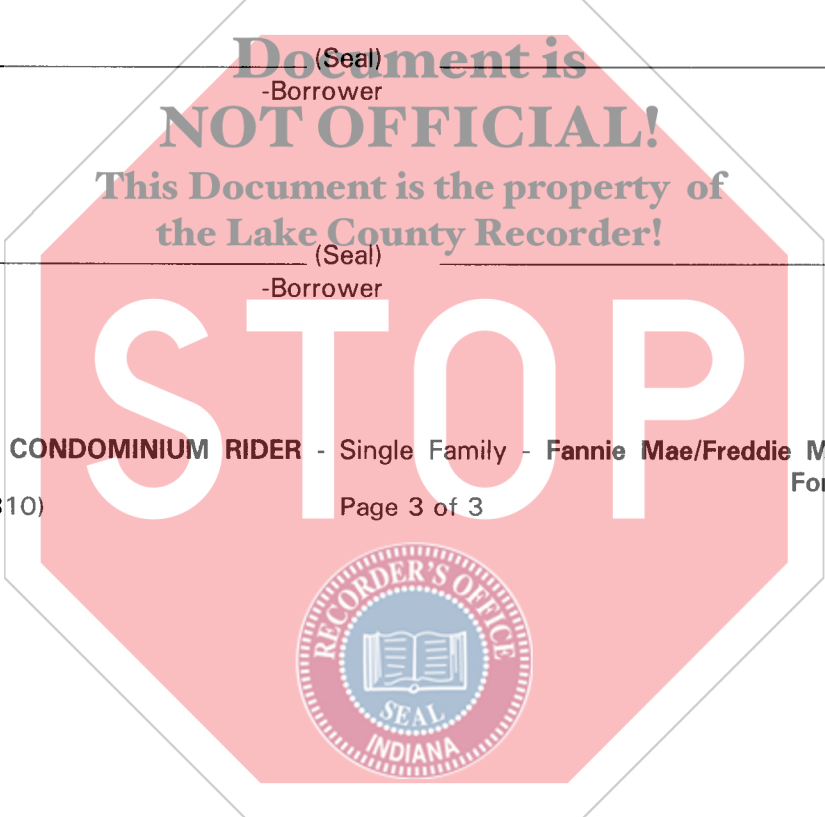 Document is
(Seal)
-Borrower
NOT OFFICIAL!
This Document is the property of
the Lake County Recorder!
(Seal)
-Borrower
STOP
CONDOMINIUM RIDER - Single Family - Fannie Mae/Freddie
10) Page 3 of 3
RECORDER'S OFFICE
SEAL
INDIANA